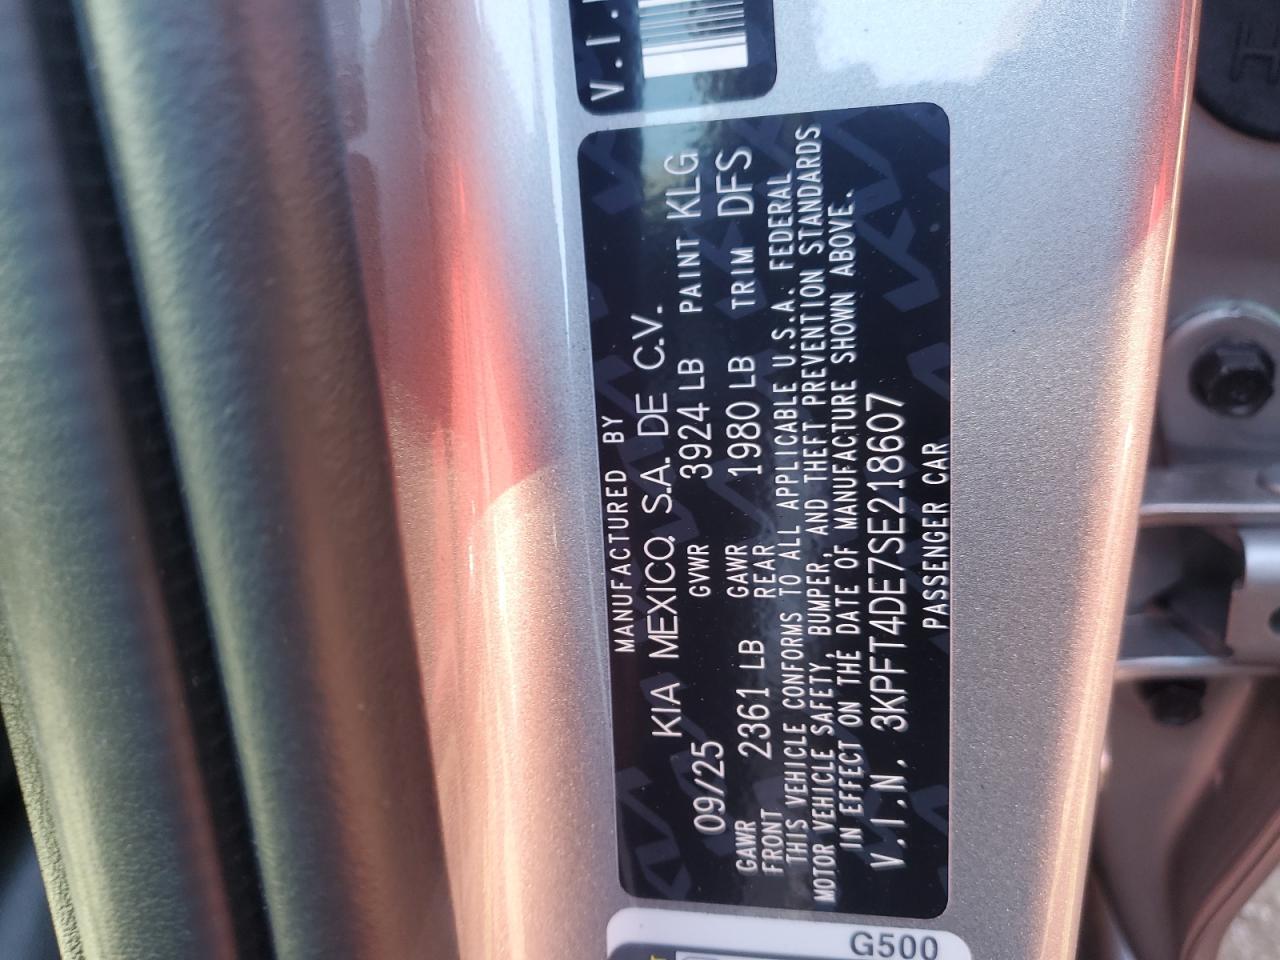 V.I.
MANUFACTURED BY
KIA MEXICO, S.A. DE C.V.
09/25 GVWR 3924 LB PAINT KLG
GAWR FRONT 2361 LB GAWR REAR 1980 LB TRIM DFS
THIS VEHICLE CONFORMS TO ALL APPLICABLE U.S.A. FEDERAL
MOTOR VEHICLE SAFETY, BUMPER, AND THEFT PREVENTION STANDARDS
IN EFFECT ON THE DATE OF MANUFACTURE SHOWN ABOVE.
V.I.N. 3KPFT4DE7SE218607
PASSENGER CAR
G500